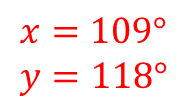 x = 109°
y = 118°